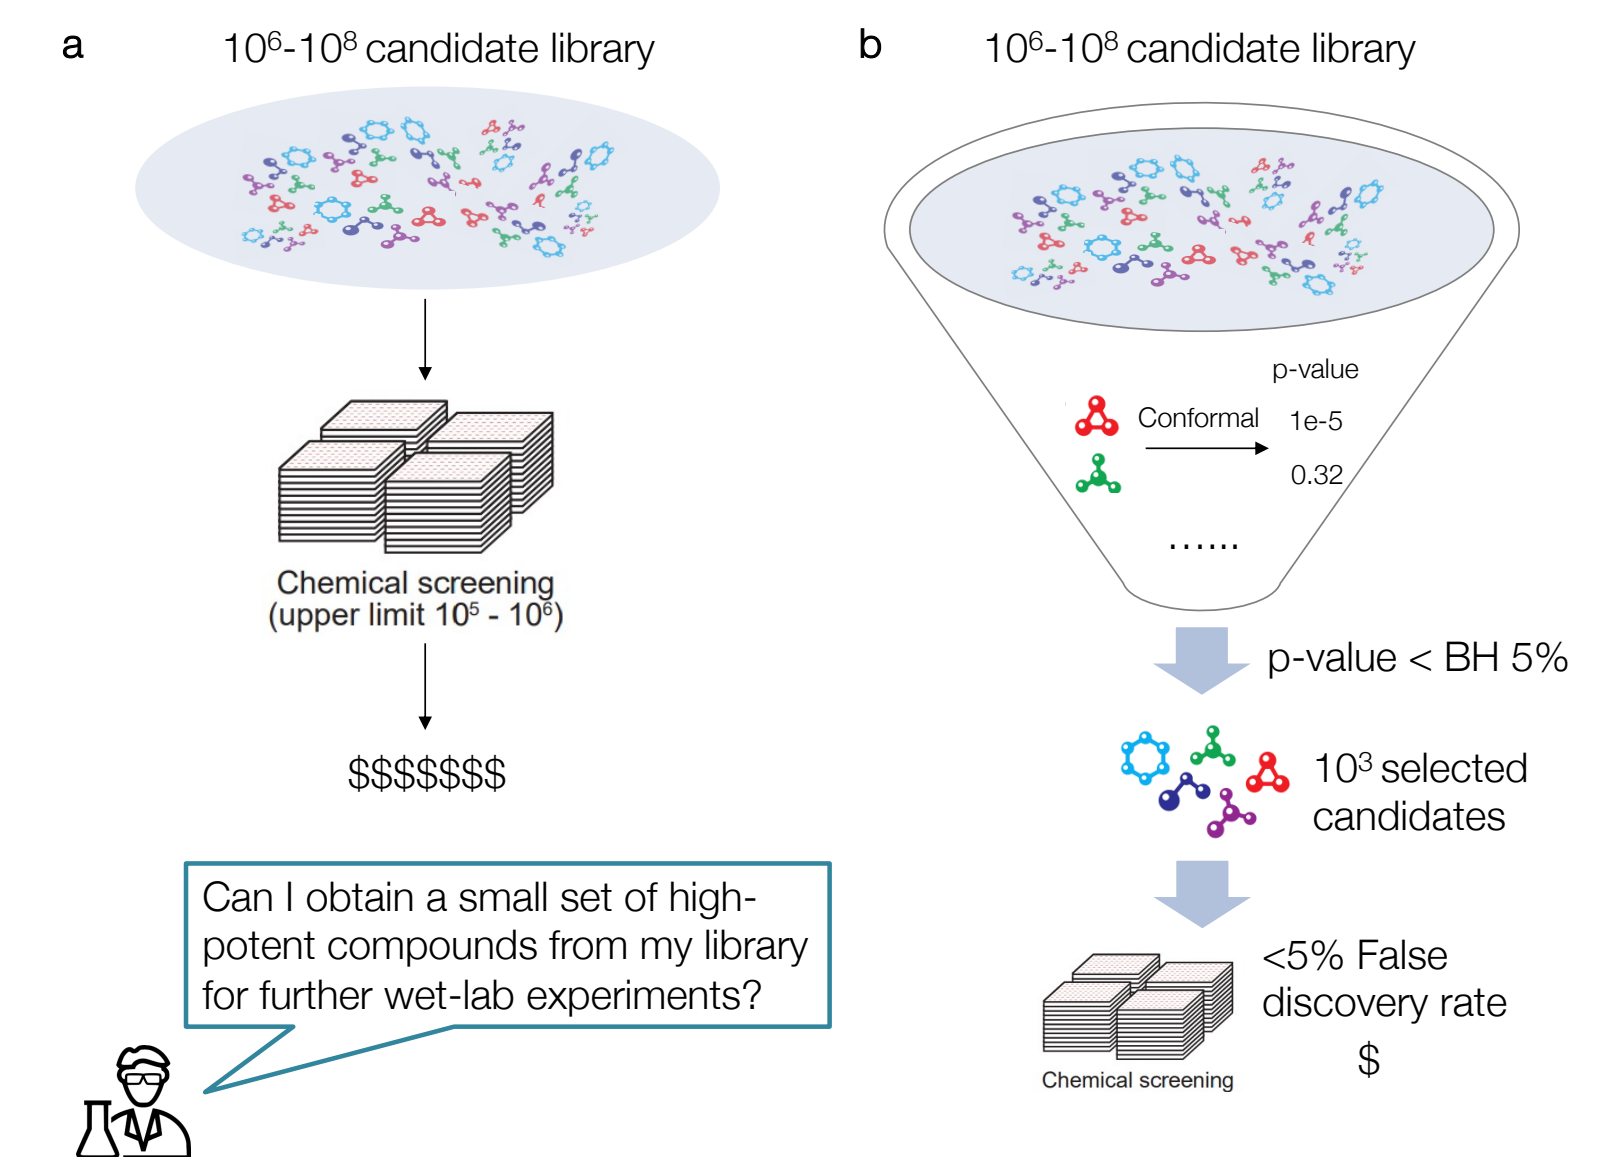 a
10⁶-10⁸ candidate library
Chemical screening
(upper limit 10⁵ - 10⁶)
$$$$$$$
Can I obtain a small set of high-
potent compounds from my library
for further wet-lab experiments?
b
10⁶-10⁸ candidate library
p-value
Conformal
1e-5
0.32
......
p-value < BH 5%
10³ selected
candidates
<5% False
discovery rate
$
Chemical screening